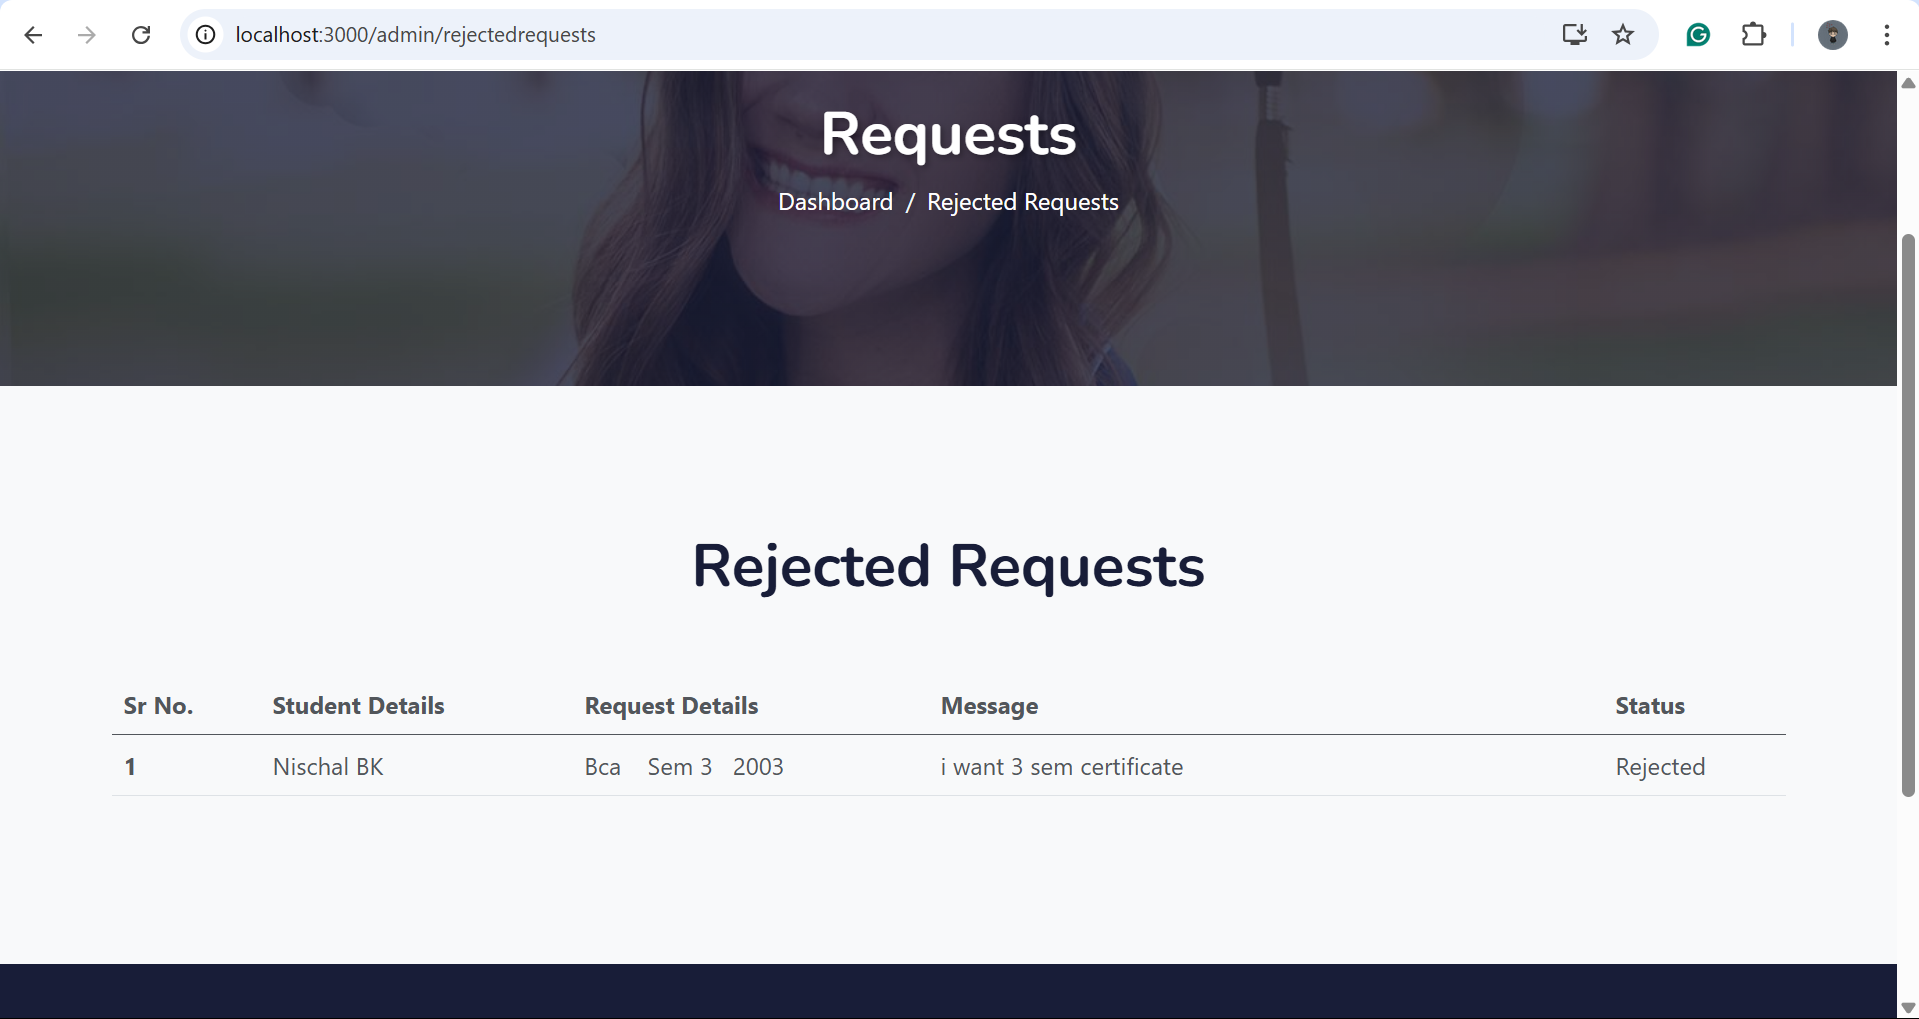 localhost:3000/admin/rejectedrequests
Requests
Dashboard / Rejected Requests
Rejected Requests
Sr No. Student Details Request Details Message Status
1 Nischal BK Bca Sem 3 2003 i want 3 sem certificate Rejected